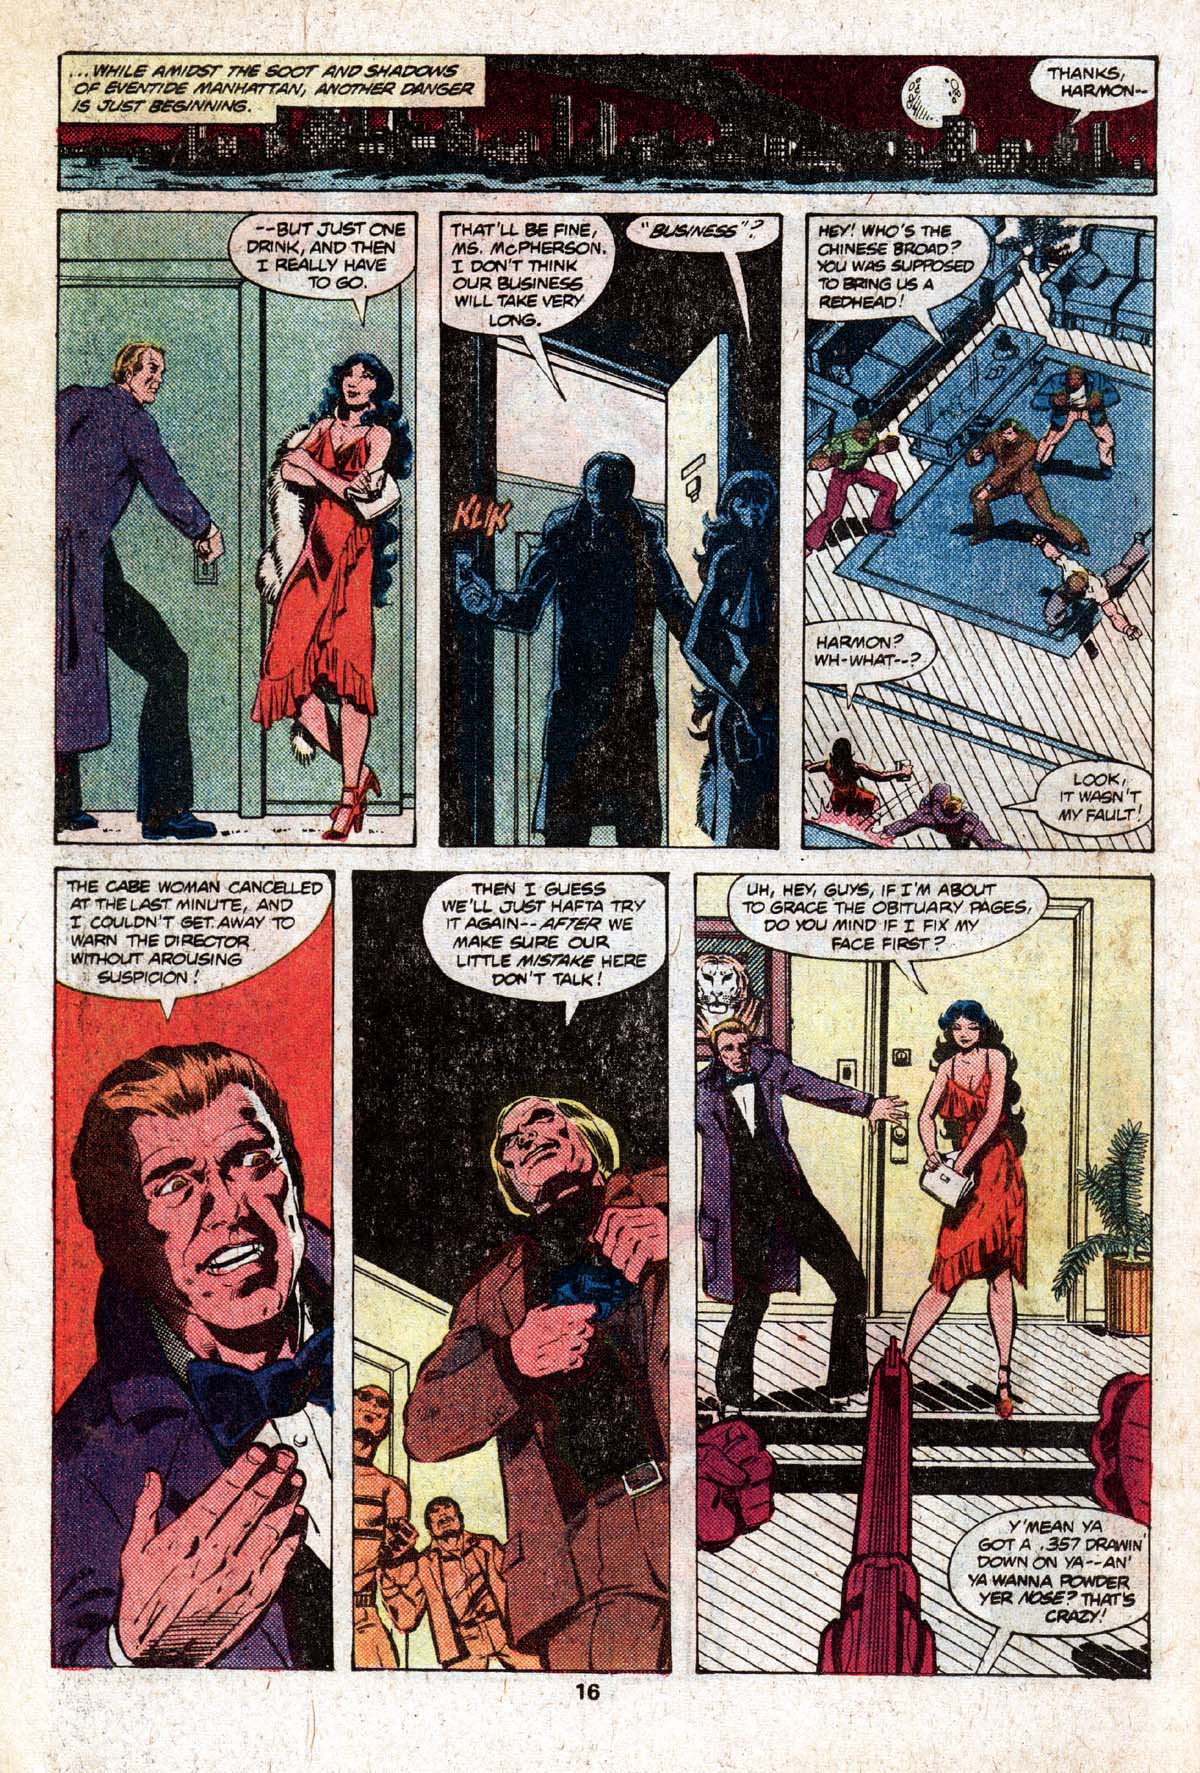 ...WHILE AMIDST THE SOOT AND SHADOWS
OF EVENTIDE MANHATTAN, ANOTHER DANGER
IS JUST BEGINNING.
THANKS,
HARMON--
--BUT JUST ONE
DRINK, AND THEN
I REALLY HAVE
TO GO.
THAT'LL BE FINE,
MS. McPHERSON.
I DON'T THINK
OUR BUSINESS
WILL TAKE VERY
LONG.
"BUSINESS"?
KLIK
HEY! WHO'S THE
CHINESE BROAD?
YOU WAS SUPPOSED
TO BRING US A
REDHEAD!
HARMON?
WH-WHAT--?
LOOK,
IT WASN'T
MY FAULT!
THE CABE WOMAN CANCELLED
AT THE LAST MINUTE, AND
I COULDN'T GET AWAY TO
WARN THE DIRECTOR
WITHOUT AROUSING
SUSPICION!
THEN I GUESS
WE'LL JUST HAFTA TRY
IT AGAIN--AFTER WE
MAKE SURE OUR
LITTLE MISTAKE HERE
DON'T TALK!
UH, HEY, GUYS, IF I'M ABOUT
TO GRACE THE OBITUARY PAGES,
DO YOU MIND IF I FIX MY
FACE FIRST?
Y'MEAN YA
GOT A .357 DRAWIN'
DOWN ON YA--AN'
YA WANNA POWDER
YER NOSE? THAT'S
CRAZY!
16